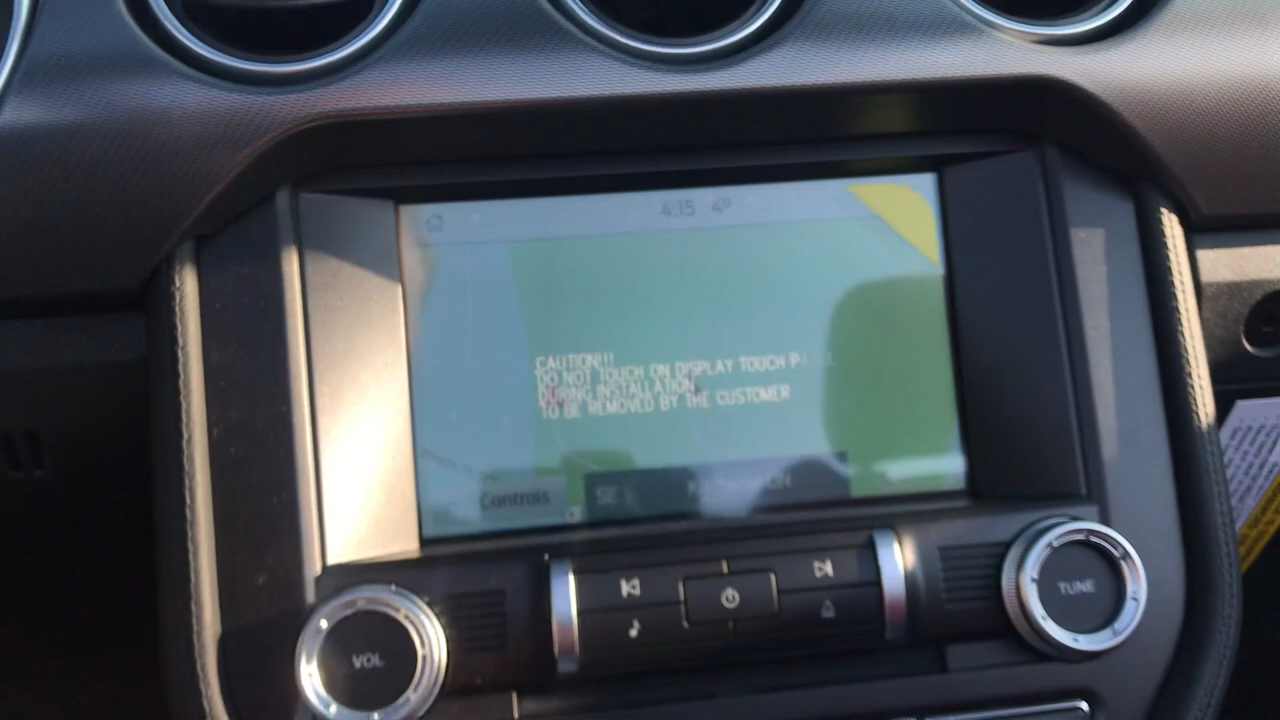 4:15 4°
CAUTION!!!
DO NOT TOUCH ON DISPLAY TOUCH
DURING INSTALLATION.
TO BE REMOVED BY THE CUSTOMER
Controls
VOL
TUNE